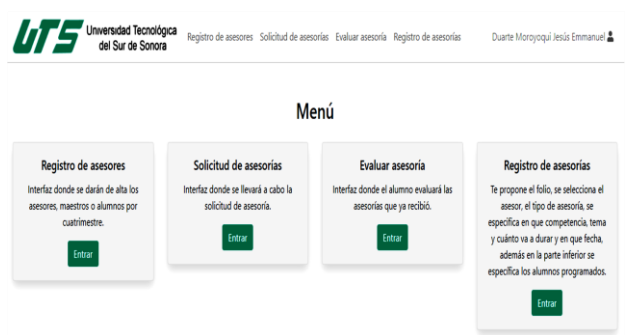 UTS Universidad Tecnológica
del Sur de Sonora
Registro de asesores Solicitud de asesorías Evaluar asesoría Registro de asesorías Duarte Moroyoqui Jesús Emmanuel
Menú
Registro de asesores
Interfaz donde se darán de alta los
asesores, maestros o alumnos por
cuatrimestre.
Entrar
Solicitud de asesorías
Interfaz donde se llevará a cabo la
solicitud de asesoría.
Entrar
Evaluar asesoría
Interfaz donde el alumno evaluará las
asesorías que ya recibió.
Entrar
Registro de asesorías
Te propone el folio, se selecciona el
asesor, el tipo de asesoría, se
especifica en que competencia, tema
y cuánto va a durar y en que fecha,
además en la parte inferior se
especifica los alumnos programados.
Entrar